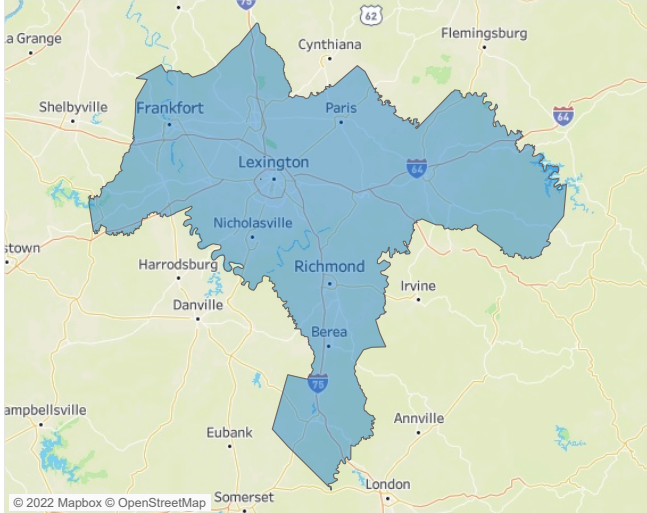 75
62
La Grange
Cynthiana
Flemingsburg
Shelbyville
Frankfort
Paris
64
Lexington
64
Nicholasville
stown
Harrodsburg
Richmond
Irvine
Danville
Berea
75
ampbellsville
Annville
Eubank
London
Somerset
© 2022 Mapbox © OpenStreetMap